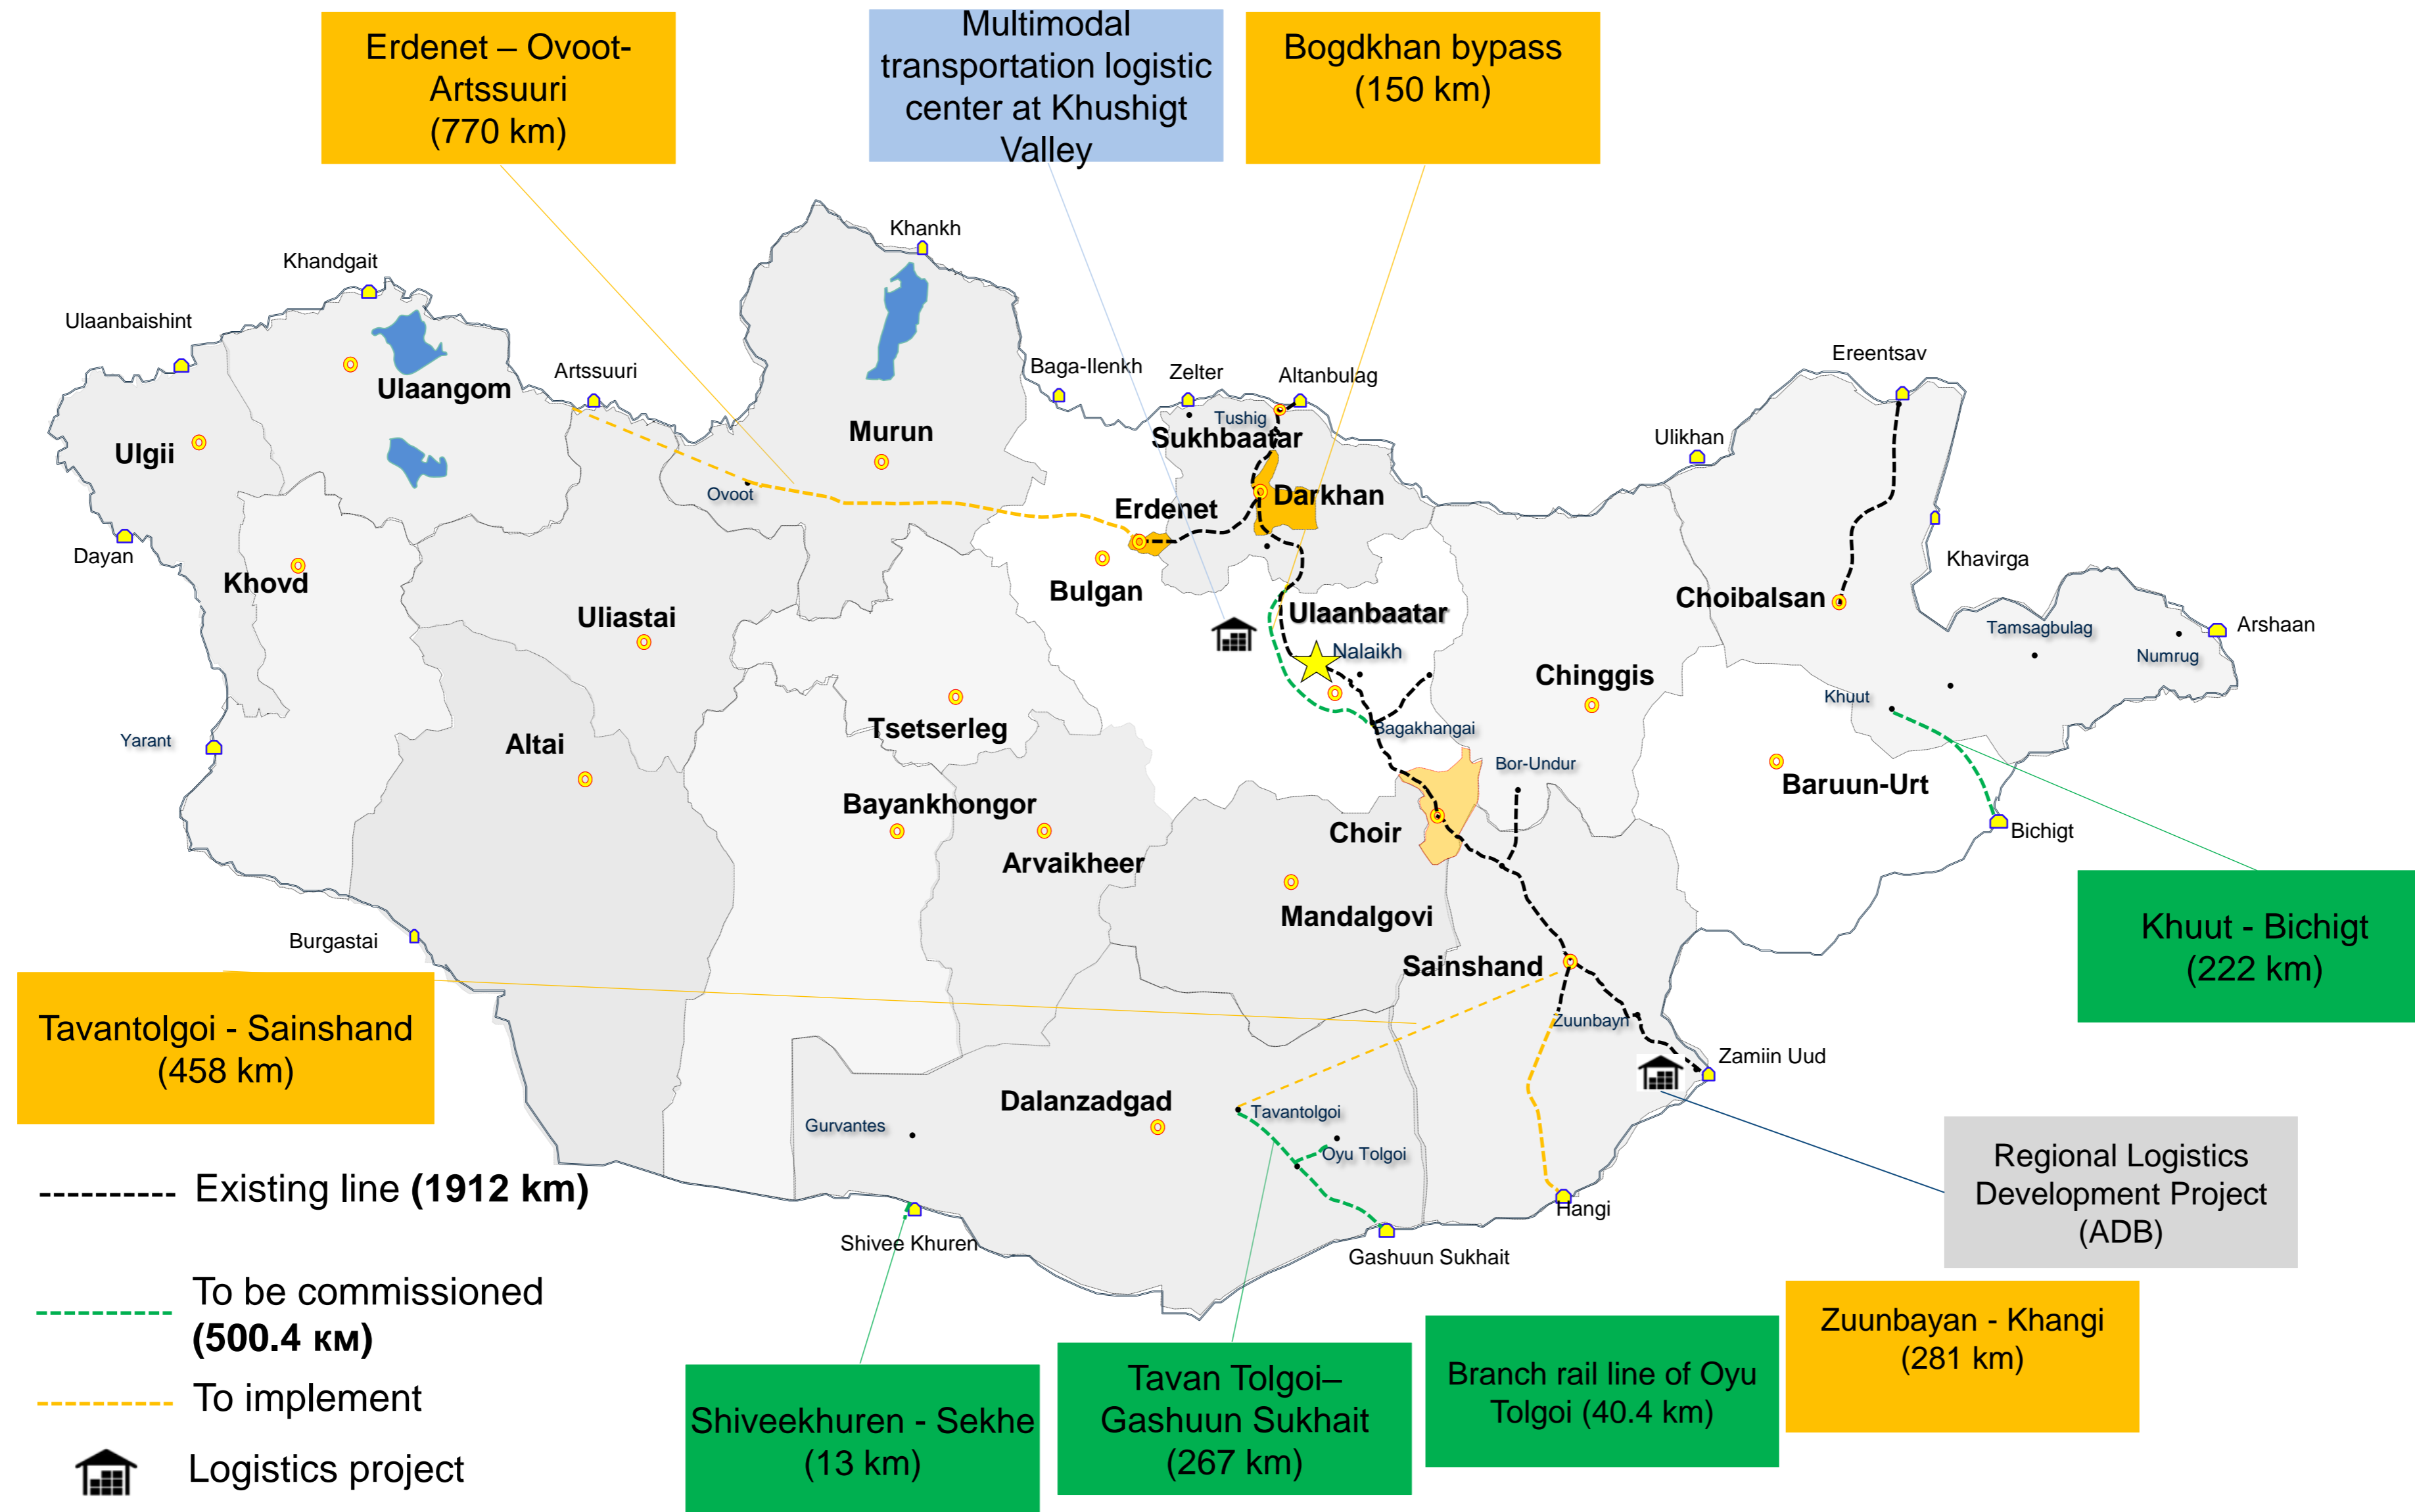 Erdenet – Ovoot-
Artssuuri
(770 km)
Multimodal
transportation logistic
center at Khushigt
Valley
Bogdkhan bypass
(150 km)
Khankh
Khandgait
Ulaanbaishint
Artssuuri
Baga-Ilenkh
Zelter
Altanbulag
Ereentsav
Ulaangom
Tushig
Murun
Sukhbaatar
Ulikhan
Ulgii
Ovoot
Darkhan
Erdenet
Dayan
Khavirga
Khovd
Bulgan
Choibalsan
Uliastai
Ulaanbaatar
Tamsagbulag
Arshaan
Nalaikh
Numrug
Chinggis
Khuut
Tsetserleg
Bagakhangai
Yarant
Altai
Bor-Undur
Baruun-Urt
Bayankhongor
Choir
Bichigt
Arvaikheer
Mandalgovi
Burgastai
Sainshand
Khuut - Bichigt
(222 km)
Tavantolgoi - Sainshand
(458 km)
Zuunbayn
Zamiin Uud
Dalanzadgad
Tavantolgoi
Gurvantes
Oyu Tolgoi
Regional Logistics
Development Project
(ADB)
Existing line (1912 km)
Hangi
Shivee Khuren
Gashuun Sukhait
To be commissioned
(500.4 км)
To implement
Logistics project
Shiveekhuren - Sekhe
(13 km)
Tavan Tolgoi–
Gashuun Sukhait
(267 km)
Branch rail line of Oyu
Tolgoi (40.4 km)
Zuunbayan - Khangi
(281 km)